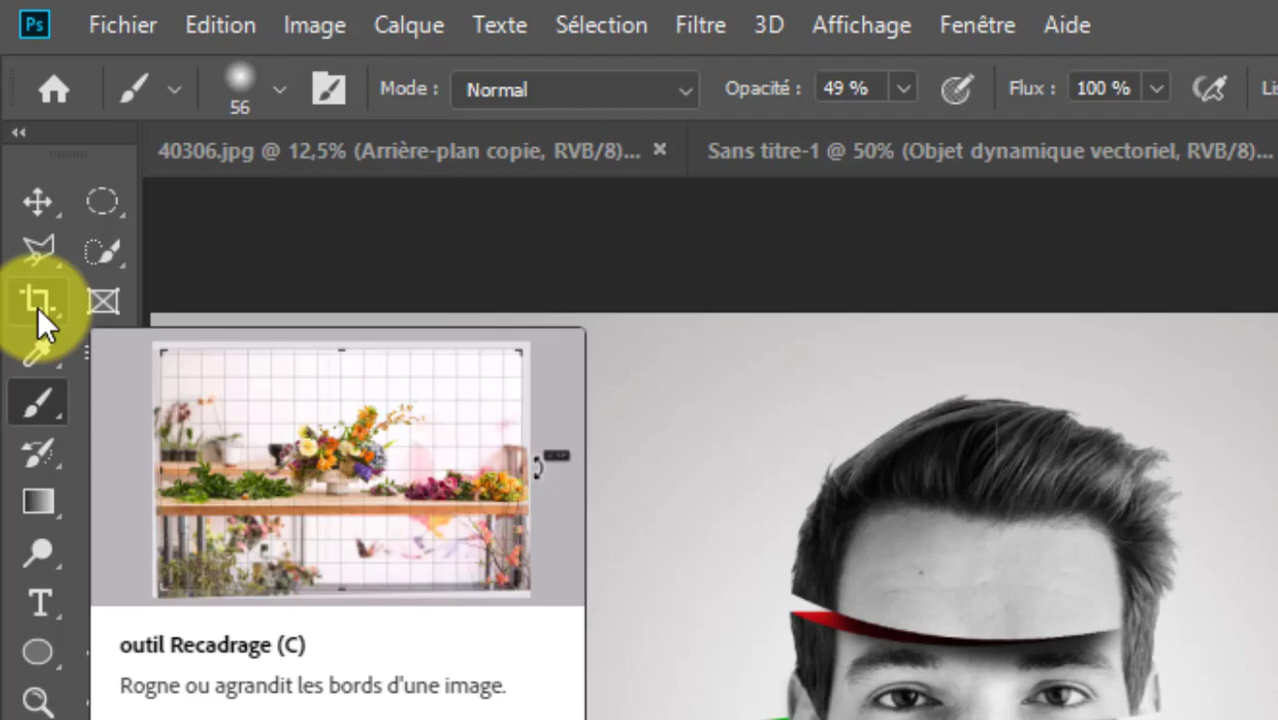 Ps Fichier Edition Image Calque Texte Sélection Filtre 3D Affichage Fenêtre Aide
56 Mode : Normal Opacité : 49 % Flux : 100 %
40306.jpg @ 12,5% (Arrière-plan copie, RVB/8)... × Sans titre-1 @ 50% (Objet dynamique vectoriel, RVB/8)...
T
outil Recadrage (C)
Rogne ou agrandit les bords d'une image.